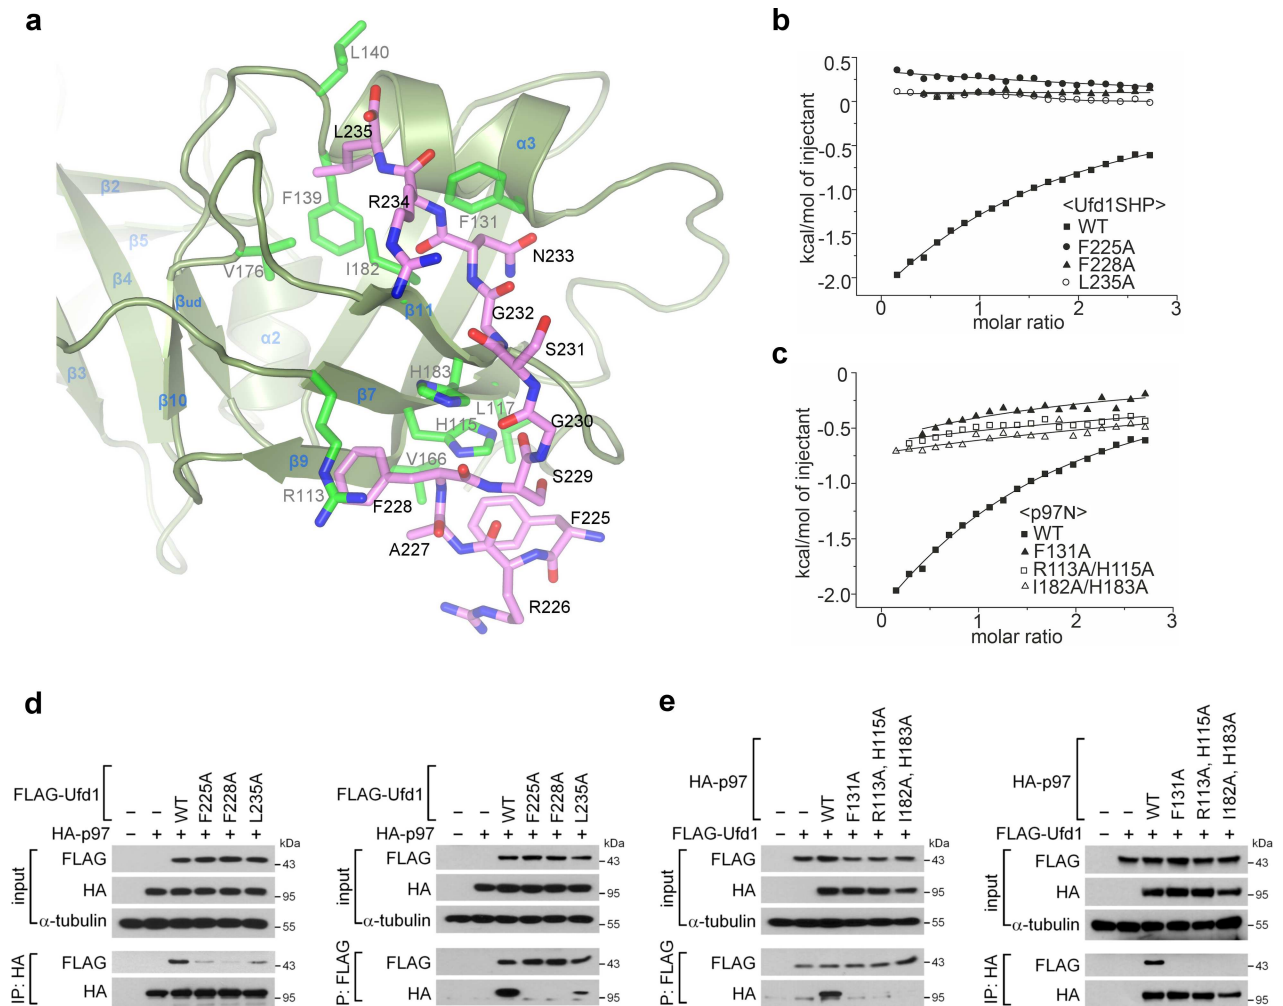 a
L140
L235
α3
F139
R234
F131
β2
β5
V176
I182
N233
β4
βud
β11
G232
α2
S231
β3
H183
β10
β7
L117
H115
G230
β9
V166
S229
R113
F228
F225
A227
R226
b
kcal/mol of injectant
0.5
0
-0.5
-1.0
-1.5
-2.0
<Ufd1SHP>
WT
F225A
F228A
L235A
0 1 2 3
molar ratio
c
kcal/mol of injectant
0
-0.5
-1.0
-1.5
-2.0
<p97N>
WT
F131A
R113A/H115A
I182A/H183A
0 1 2 3
molar ratio
d
FLAG-Ufd1 – – WT F225A F228A L235A
HA-p97 – + + + + + kDa
input
FLAG 43
HA 95
α-tubulin 55
IP: HA
FLAG 43
HA 95
FLAG-Ufd1 – – WT F225A F228A L235A
HA-p97 – + + + + + kDa
input
FLAG 43
HA 95
α-tubulin 55
P: FLAG
FLAG 43
HA 95
e
HA-p97 – – WT F131A R113A, H115A I182A, H183A
FLAG-Ufd1 – + + + + + kDa
input
FLAG 43
HA 95
α-tubulin 55
P: FLAG
FLAG 43
HA 95
HA-p97 – – WT F131A R113A, H115A I182A, H183A
FLAG-Ufd1 – + + + + + kDa
input
FLAG 43
HA 95
α-tubulin 55
IP: HA
FLAG 43
HA 95